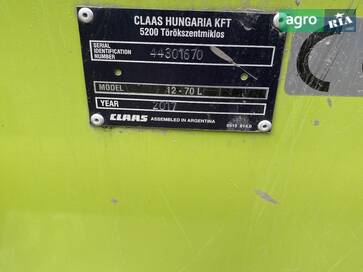 CLAAS HUNGARIA KFT
5200 Törökszentmiklos
SERIAL IDENTIFICATION NUMBER 44301670
MODEL 12 - 70 L
YEAR 2017
CLAAS ASSEMBLED IN ARGENTINA
agro RIA
C